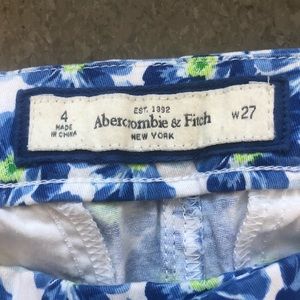 EST. 1892
4
MADE
IN CHINA
Abercrombie & Fitch
NEW YORK
W27